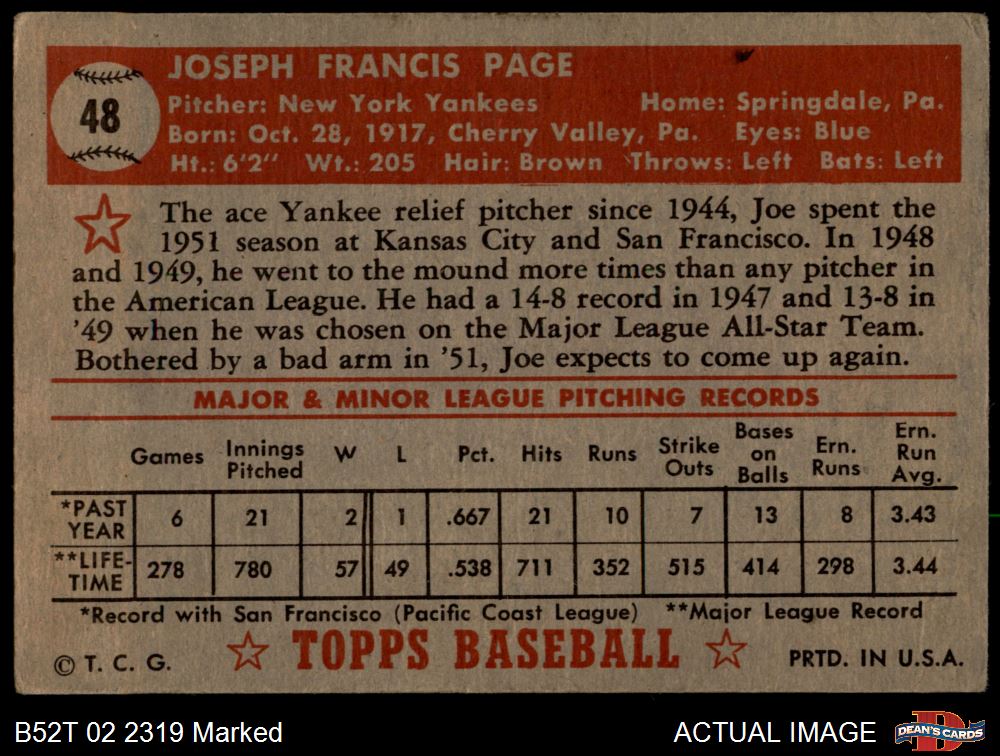 JOSEPH FRANCIS PAGE
48
Pitcher: New York Yankees Home: Springdale, Pa.
Born: Oct. 28, 1917, Cherry Valley, Pa. Eyes: Blue
Ht.: 6'2" Wt.: 205 Hair: Brown Throws: Left Bats: Left
The ace Yankee relief pitcher since 1944, Joe spent the
1951 season at Kansas City and San Francisco. In 1948
and 1949, he went to the mound more times than any pitcher in
the American League. He had a 14-8 record in 1947 and 13-8 in
'49 when he was chosen on the Major League All-Star Team.
Bothered by a bad arm in '51, Joe expects to come up again.
MAJOR & MINOR LEAGUE PITCHING RECORDS
Games Innings Pitched W L Pct. Hits Runs Strike Outs Bases on Balls Ern. Runs Ern. Run Avg.
*PAST YEAR 6 21 2 1 .667 21 10 7 13 8 3.43
**LIFE-TIME 278 780 57 49 .538 711 352 515 414 298 3.44
*Record with San Francisco (Pacific Coast League) **Major League Record
© T. C. G. TOPPS BASEBALL PRTD. IN U.S.A.
B52T 02 2319 Marked ACTUAL IMAGE DEAN'S CARDS